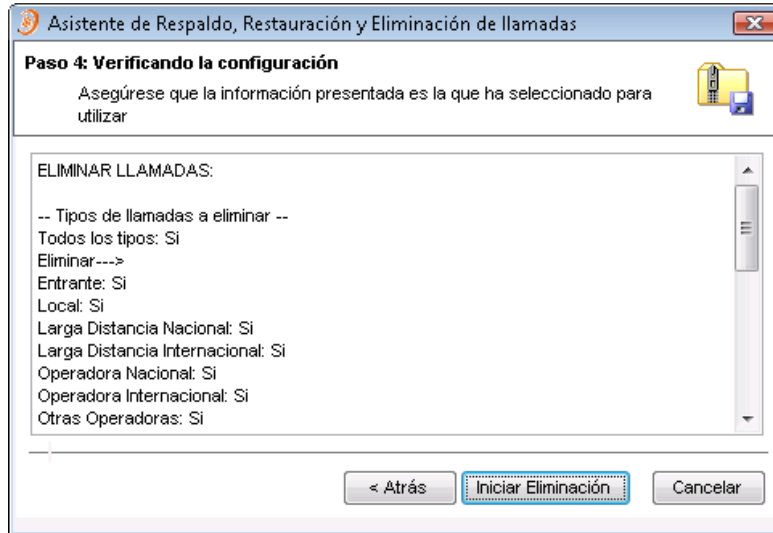 Asistente de Respaldo, Restauración y Eliminación de llamadas
Paso 4: Verificando la configuración
Asegúrese que la información presentada es la que ha seleccionado para
utilizar
ELIMINAR LLAMADAS:
-- Tipos de llamadas a eliminar --
Todos los tipos: Si
Eliminar--->
Entrante: Si
Local: Si
Larga Distancia Nacional: Si
Larga Distancia Internacional: Si
Operadora Nacional: Si
Operadora Internacional: Si
Otras Operadoras: Si
< Atrás Iniciar Eliminación Cancelar